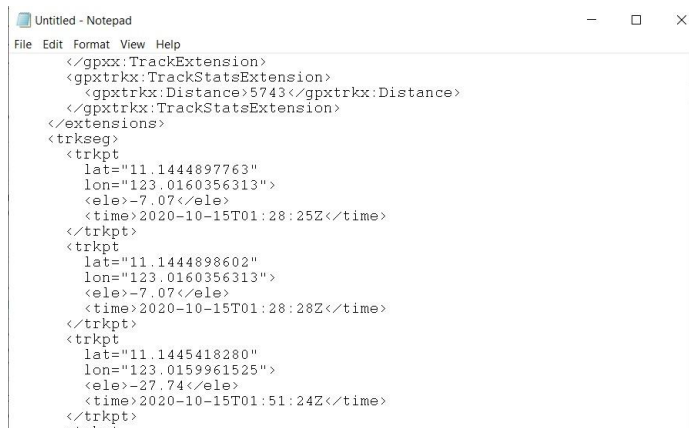 Untitled - Notepad
File Edit Format View Help
</gpxx:TrackExtension>
<gpxtrkx:TrackStatsExtension>
<gpxtrkx:Distance>5743</gpxtrkx:Distance>
</gpxtrkx:TrackStatsExtension>
</extensions>
<trkseg>
<trkpt
lat="11.1444897763"
lon="123.0160356313">
<ele>-7.07</ele>
<time>2020-10-15T01:28:25Z</time>
</trkpt>
<trkpt
lat="11.1444898602"
lon="123.0160356313">
<ele>-7.07</ele>
<time>2020-10-15T01:28:28Z</time>
</trkpt>
<trkpt
lat="11.1445418280"
lon="123.0159961525">
<ele>-27.74</ele>
<time>2020-10-15T01:51:24Z</time>
</trkpt>